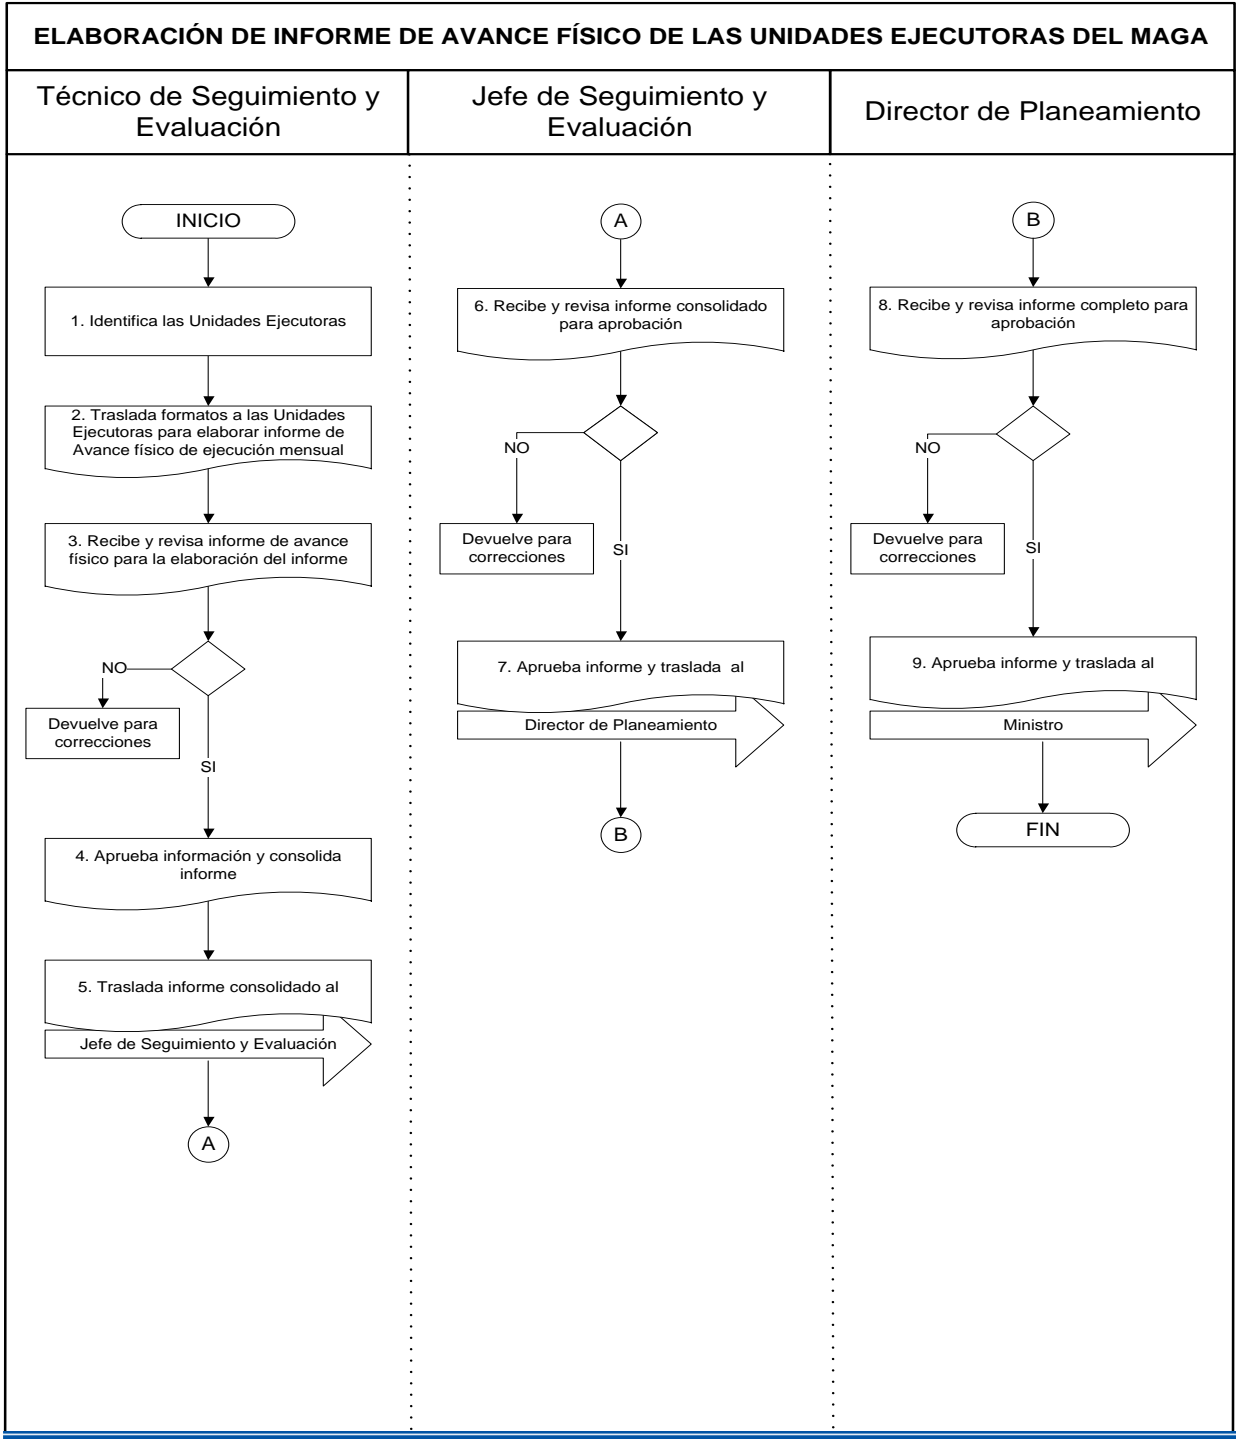 ELABORACIÓN DE INFORME DE AVANCE FÍSICO DE LAS UNIDADES EJECUTORAS DEL MAGA
Técnico de Seguimiento y
Evaluación
INICIO
1. Identifica las Unidades Ejecutoras
2. Traslada formatos a las Unidades
Ejecutoras para elaborar informe de
Avance físico de ejecución mensual
3. Recibe y revisa informe de avance
físico para la elaboración del informe
NO
Devuelve para
correcciones
SI
4. Aprueba información y consolida
informe
5. Traslada informe consolidado al
Jefe de Seguimiento y Evaluación
A
Jefe de Seguimiento y
Evaluación
A
6. Recibe y revisa informe consolidado
para aprobación
NO
Devuelve para
correcciones
SI
7. Aprueba informe y traslada al
Director de Planeamiento
B
Director de Planeamiento
B
8. Recibe y revisa informe completo para
aprobación
NO
Devuelve para
correcciones
SI
9. Aprueba informe y traslada al
Ministro
FIN